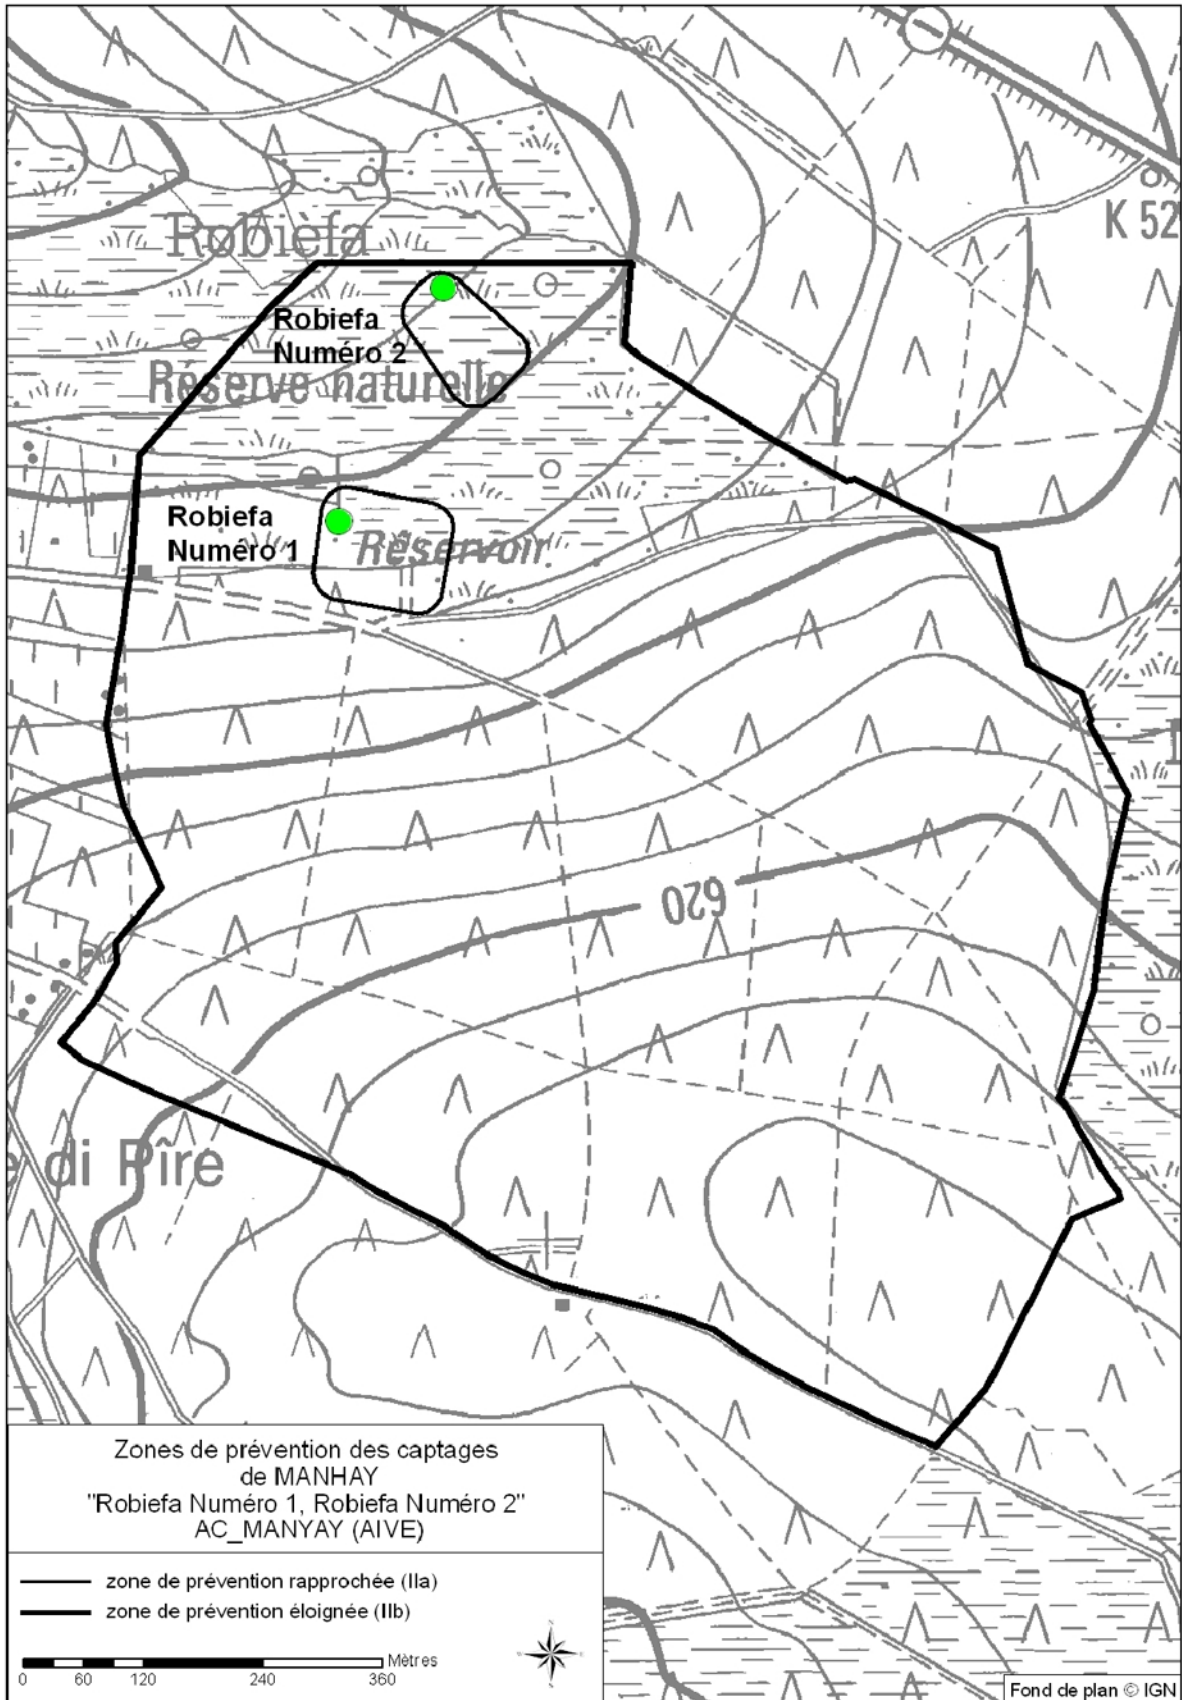 K 52
Robièfa
Robiefa
Numéro 2
Réserve naturelle
Robiefa
Numéro 1
Réservoir
620
di Pîre
Zones de prévention des captages
de MANHAY
"Robiefa Numéro 1, Robiefa Numéro 2"
AC_MANYAY (AIVE)
zone de prévention rapprochée (IIa)
zone de prévention éloignée (IIb)
Mètres
0 60 120 240 360
Fond de plan © IGN